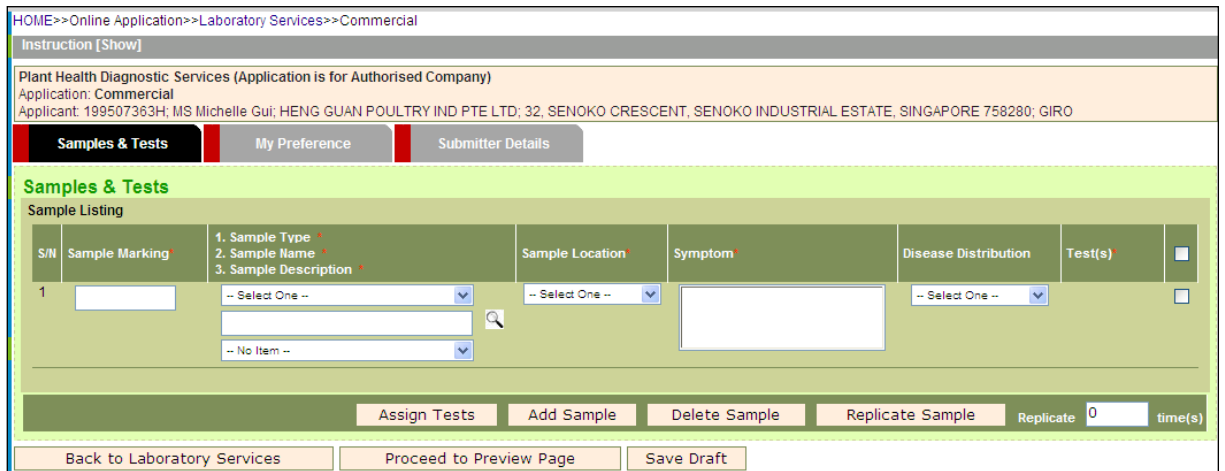 HOME>>Online Application>>Laboratory Services>>Commercial
Instruction [Show]
Plant Health Diagnostic Services (Application is for Authorised Company)
Application: Commercial
Applicant: 199507363H; MS Michelle Gui; HENG GUAN POULTRY IND PTE LTD; 32, SENOKO CRESCENT, SENOKO INDUSTRIAL ESTATE, SINGAPORE 758280; GIRO
Samples & Tests My Preference Submitter Details
Samples & Tests
Sample Listing
S/N Sample Marking* 1. Sample Type * Sample Location* Symptom* Disease Distribution Test(s)*
2. Sample Name *
3. Sample Description *
1 -- Select One -- -- Select One -- -- Select One --
-- No Item --
Assign Tests Add Sample Delete Sample Replicate Sample Replicate 0 time(s)
Back to Laboratory Services Proceed to Preview Page Save Draft